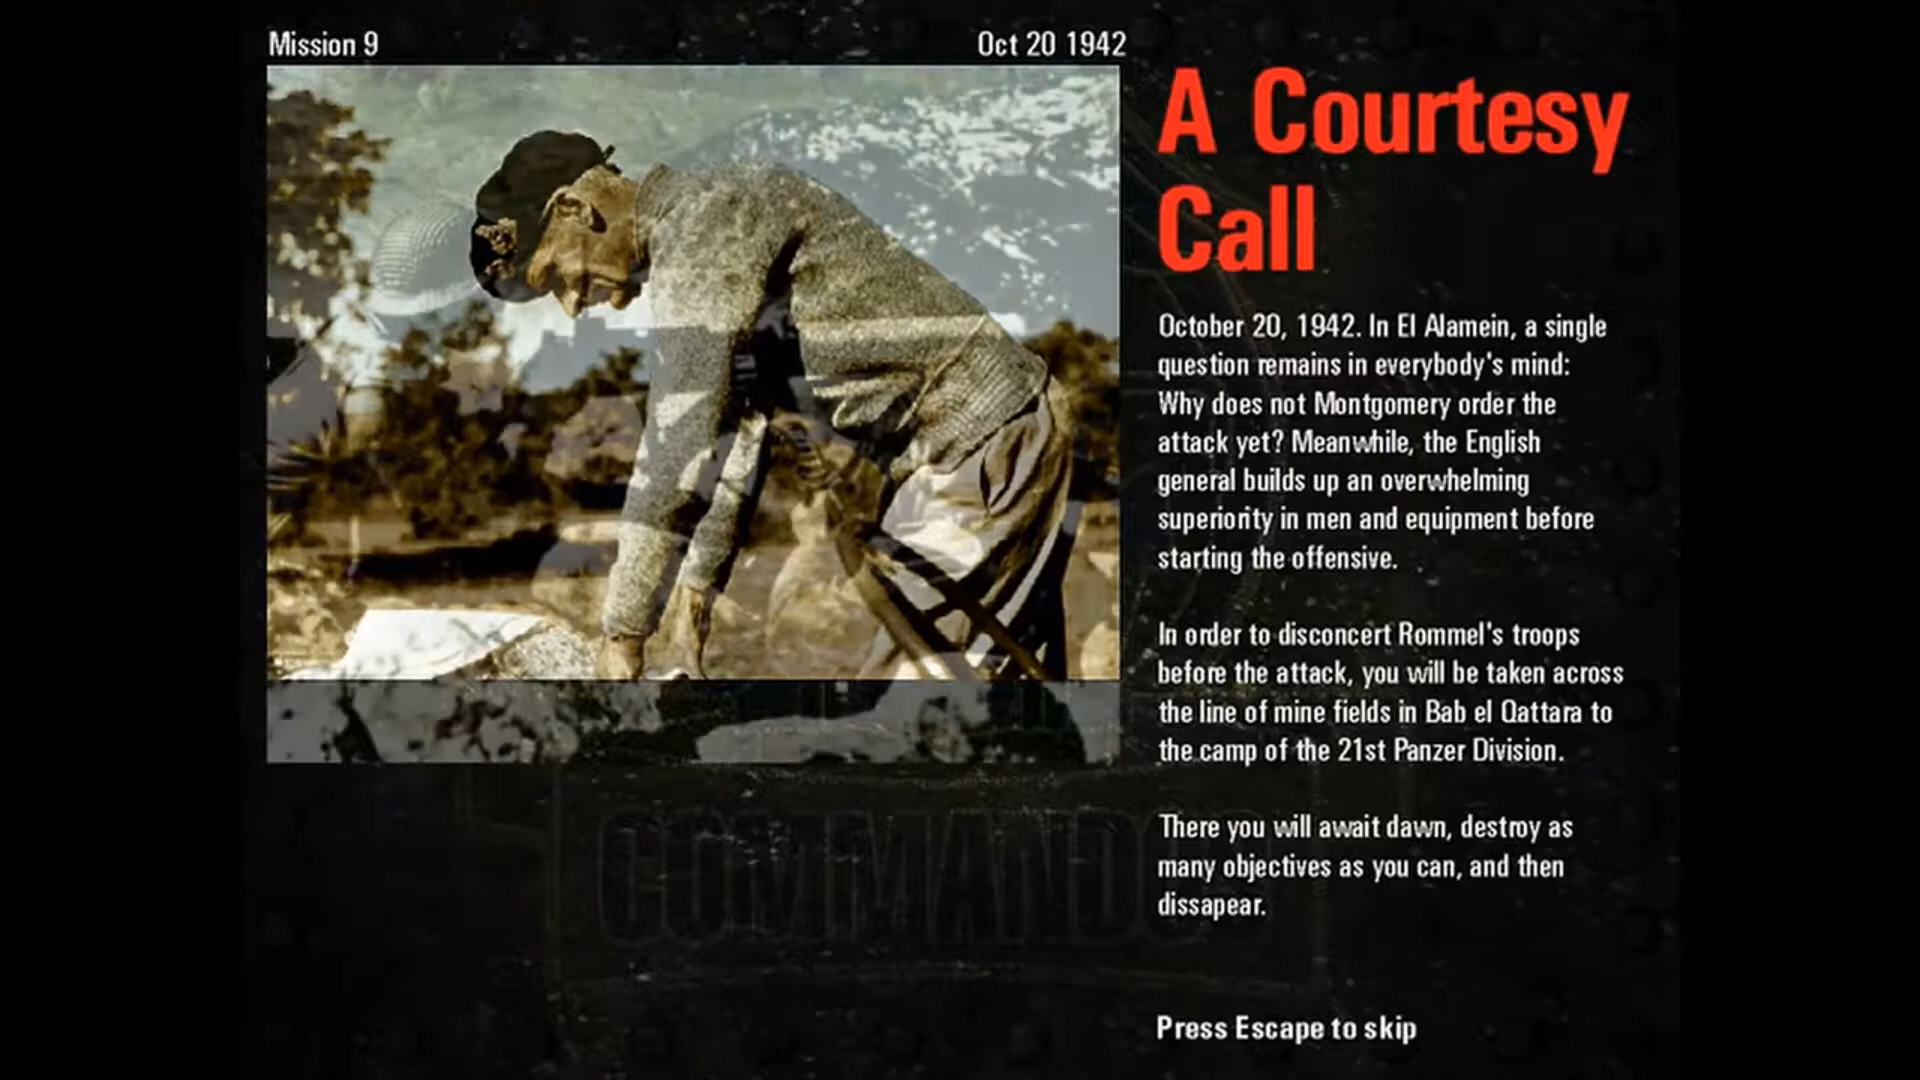 Mission 9
Oct 20 1942
A Courtesy
Call
October 20, 1942. In El Alamein, a single
question remains in everybody's mind:
Why does not Montgomery order the
attack yet? Meanwhile, the English
general builds up an overwhelming
superiority in men and equipment before
starting the offensive.
In order to disconcert Rommel's troops
before the attack, you will be taken across
the line of mine fields in Bab el Qattara to
the camp of the 21st Panzer Division.
There you will await dawn, destroy as
many objectives as you can, and then
dissapear.
COMMANDOS
Press Escape to skip